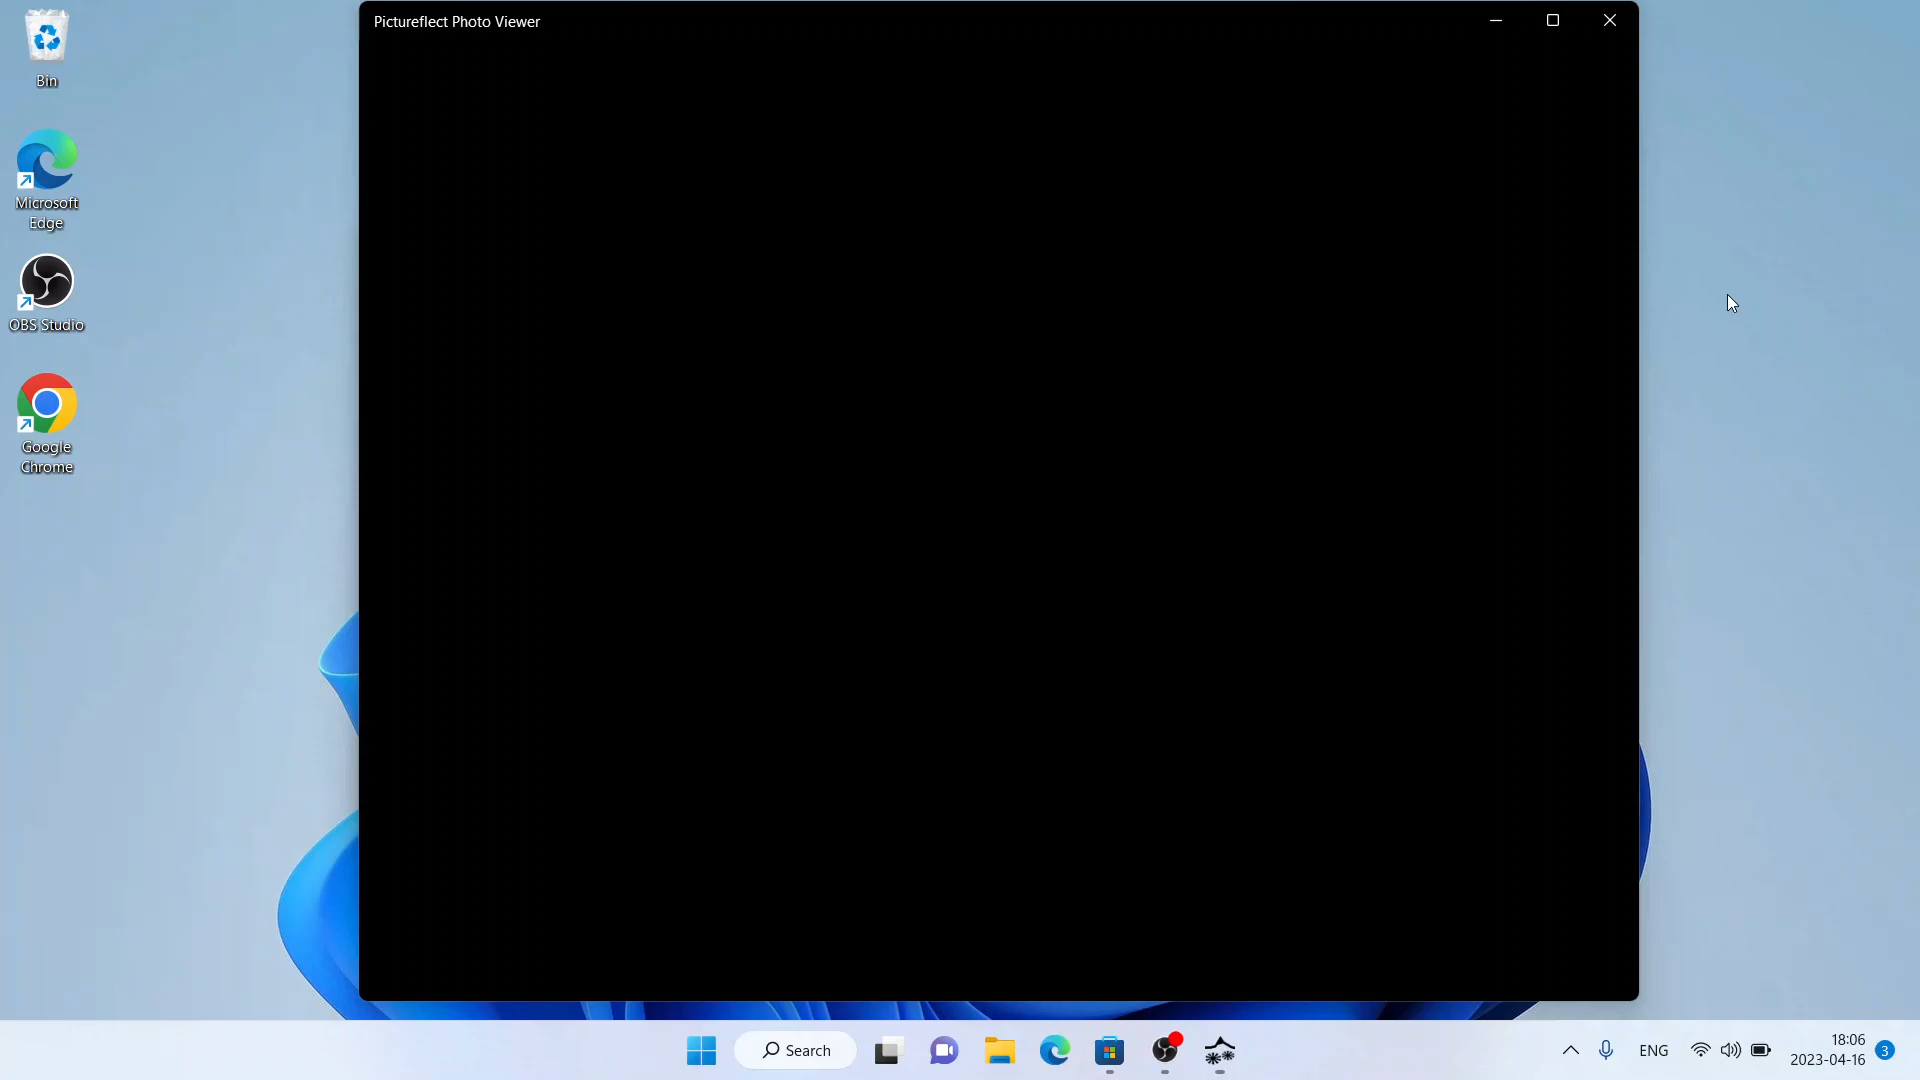 Pictureflect Photo Viewer
Bin
Microsoft
Edge
OBS Studio
Google
Chrome
Search
ENG
18:06
2023-04-16
3